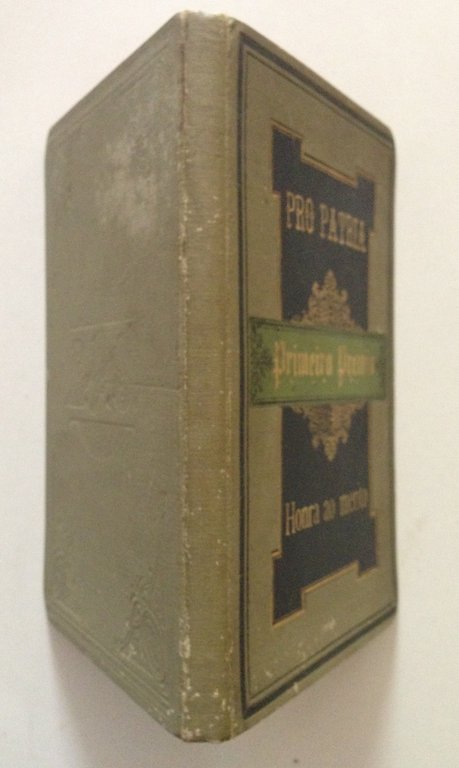 PRO PATRIA
Primeiro Premio
Honra ao merito